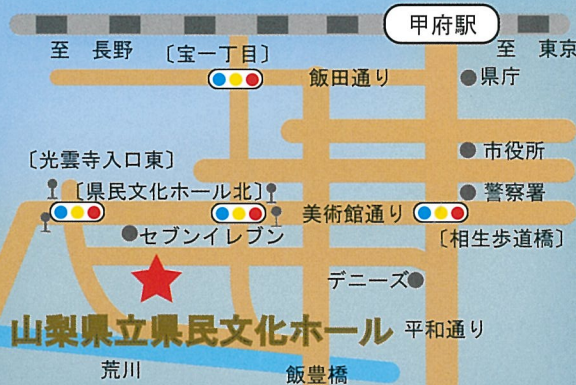 甲府駅
至 長野
至 東京
〔宝一丁目〕
飯田通り
県庁
市役所
〔光雲寺入口東〕
〔県民文化ホール北〕
警察署
美術館通り
セブンイレブン
〔相生歩道橋〕
デニーズ
山梨県立県民文化ホール
平和通り
荒川
飯豊橋